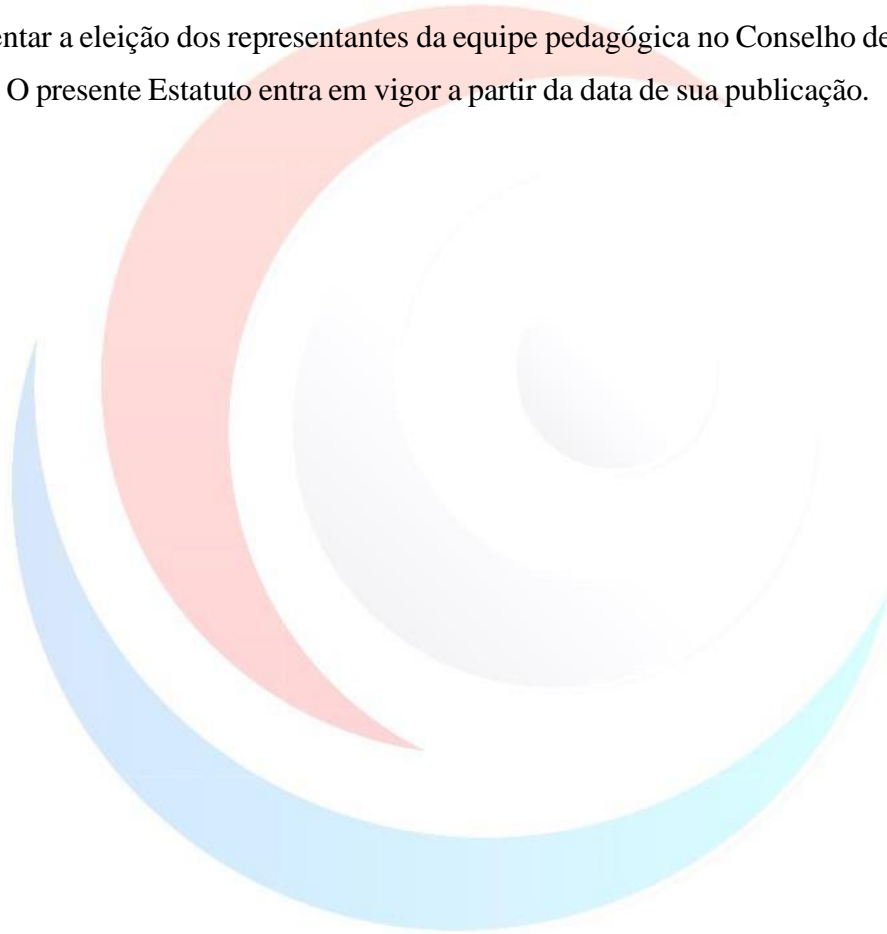 a eleição dos representantes da equipe pedagógica no Conselho de
O presente Estatuto entra em vigor a partir da data de sua publicação.